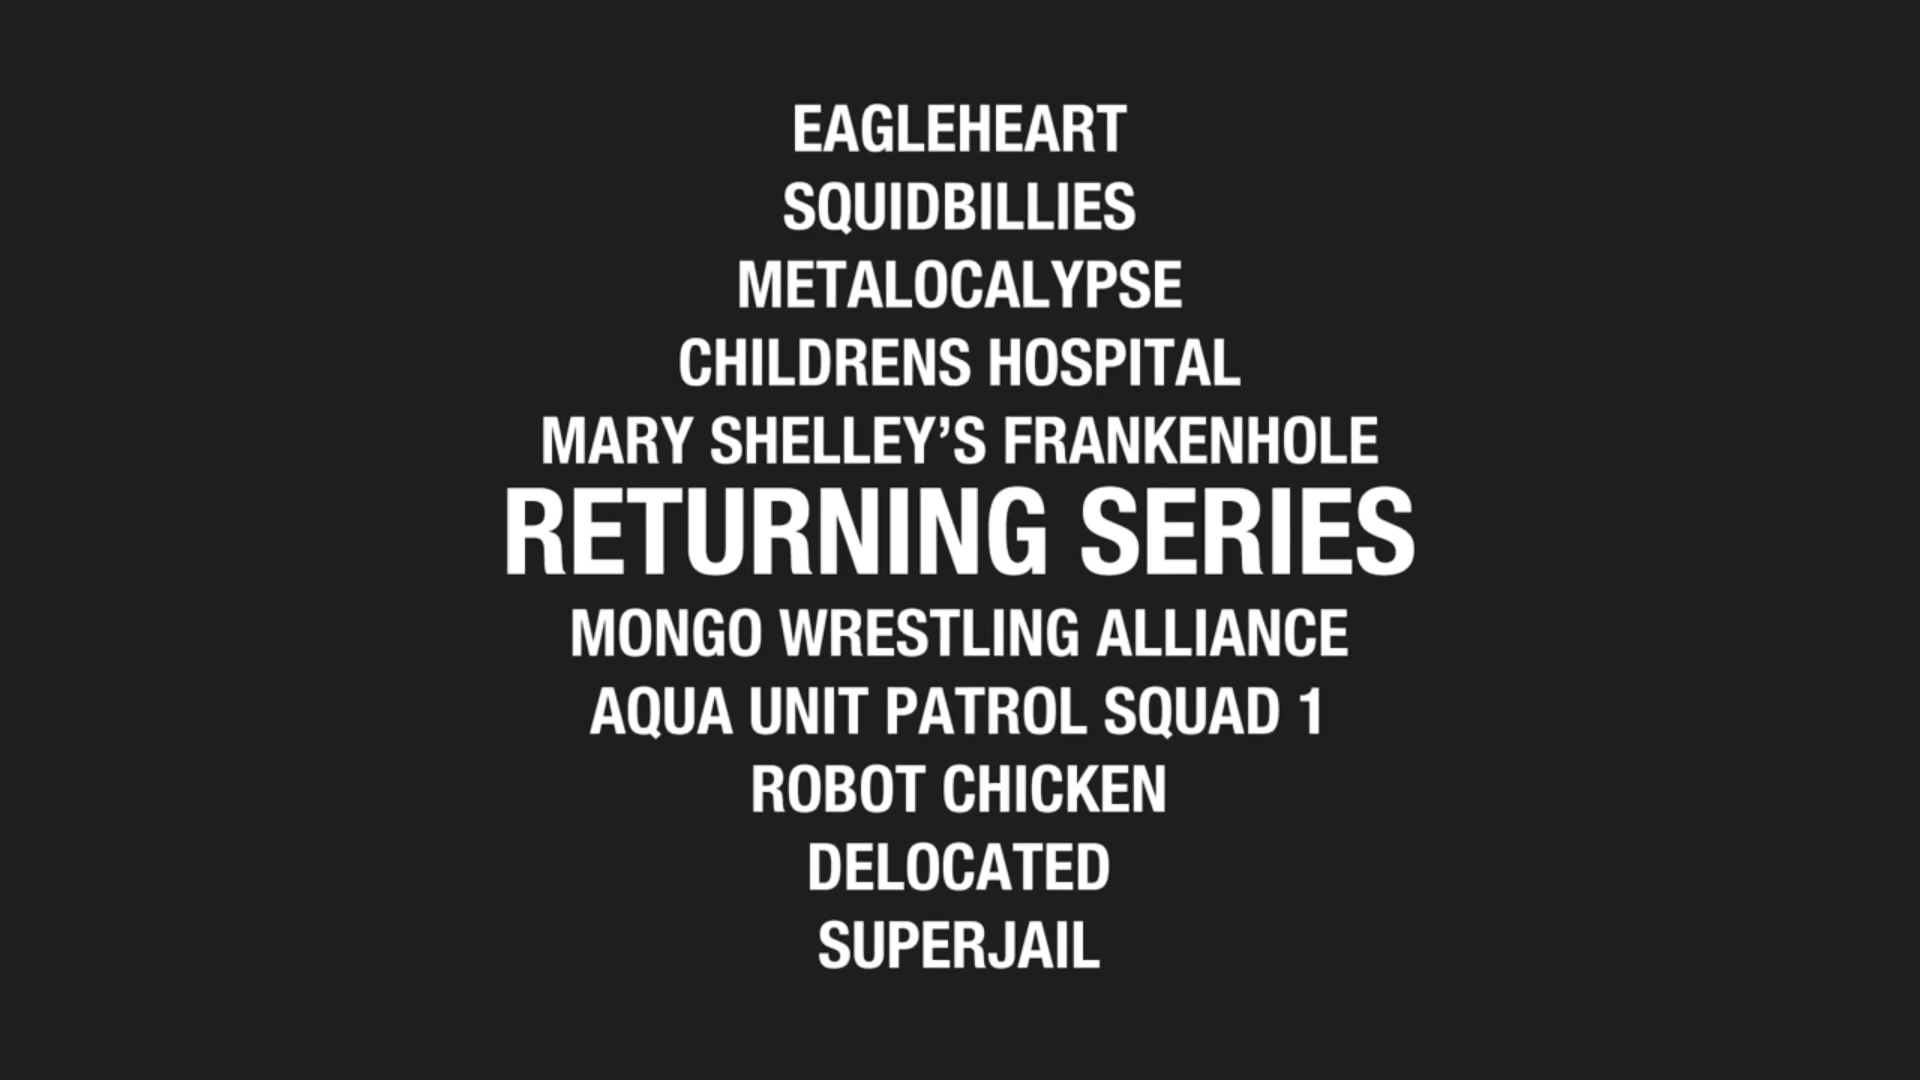 EAGLEHEART
SQUIDBILLIES
METALOCALYPSE
CHILDRENS HOSPITAL
MARY SHELLEY’S FRANKENHOLE
RETURNING SERIES
MONGO WRESTLING ALLIANCE
AQUA UNIT PATROL SQUAD 1
ROBOT CHICKEN
DELOCATED
SUPERJAIL